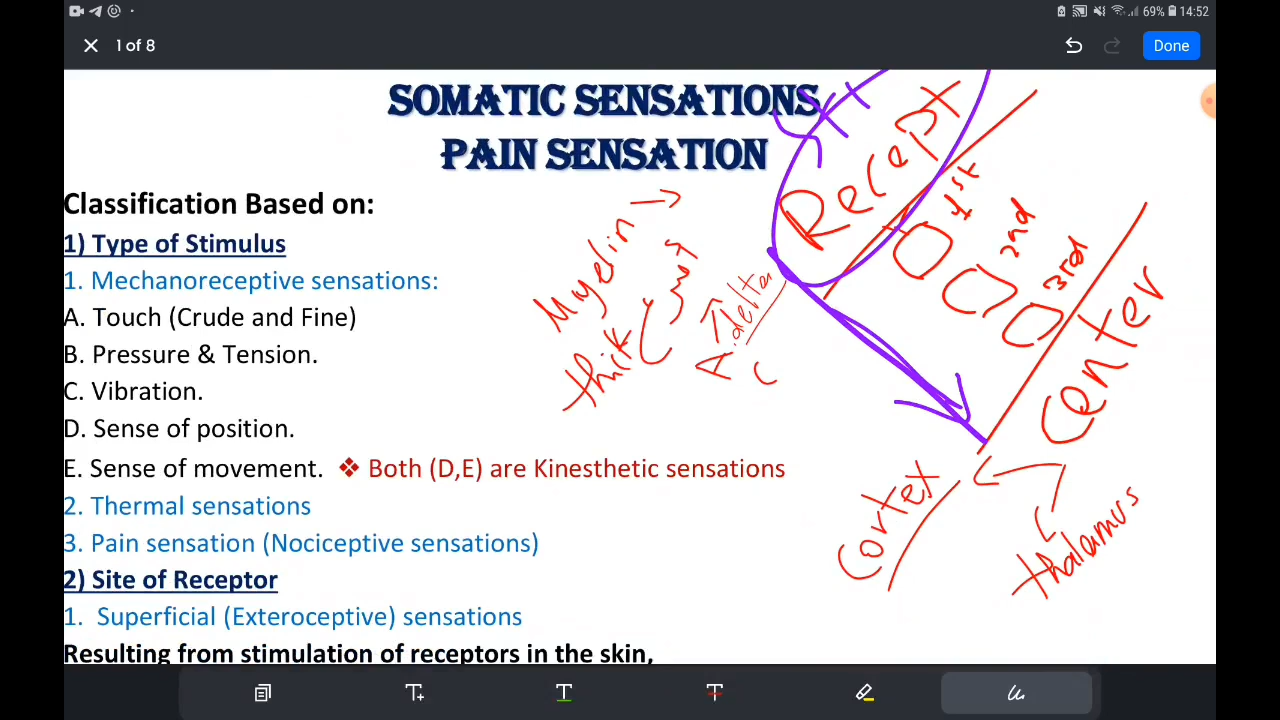 69% 14:52
1 of 8
Done
SOMATIC SENSATIONS
PAIN SENSATION
Classification Based on:
1) Type of Stimulus
1. Mechanoreceptive sensations:
A. Touch (Crude and Fine)
B. Pressure & Tension.
C. Vibration.
D. Sense of position.
E. Sense of movement. ❖ Both (D,E) are Kinesthetic sensations
2. Thermal sensations
3. Pain sensation (Nociceptive sensations)
2) Site of Receptor
1. Superficial (Exteroceptive) sensations
Resulting from stimulation of receptors in the skin,
Recept
1st
2nd
3rd
Center
Cortex
thalamus
Myelin
thick
A delta
C